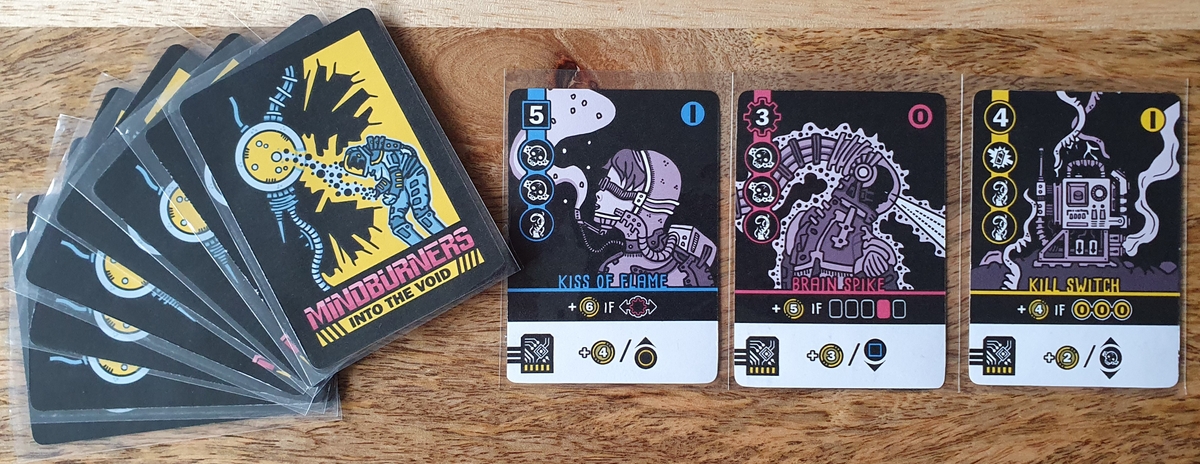 MINDBURNERS
INTO THE VOID
5
I
KISS OF FLAME
+6 IF
+4 /
3
O
BRAIN SPIKE
+5 IF
+3 /
4
I
KILL SWITCH
+4 IF OOO
+2 /